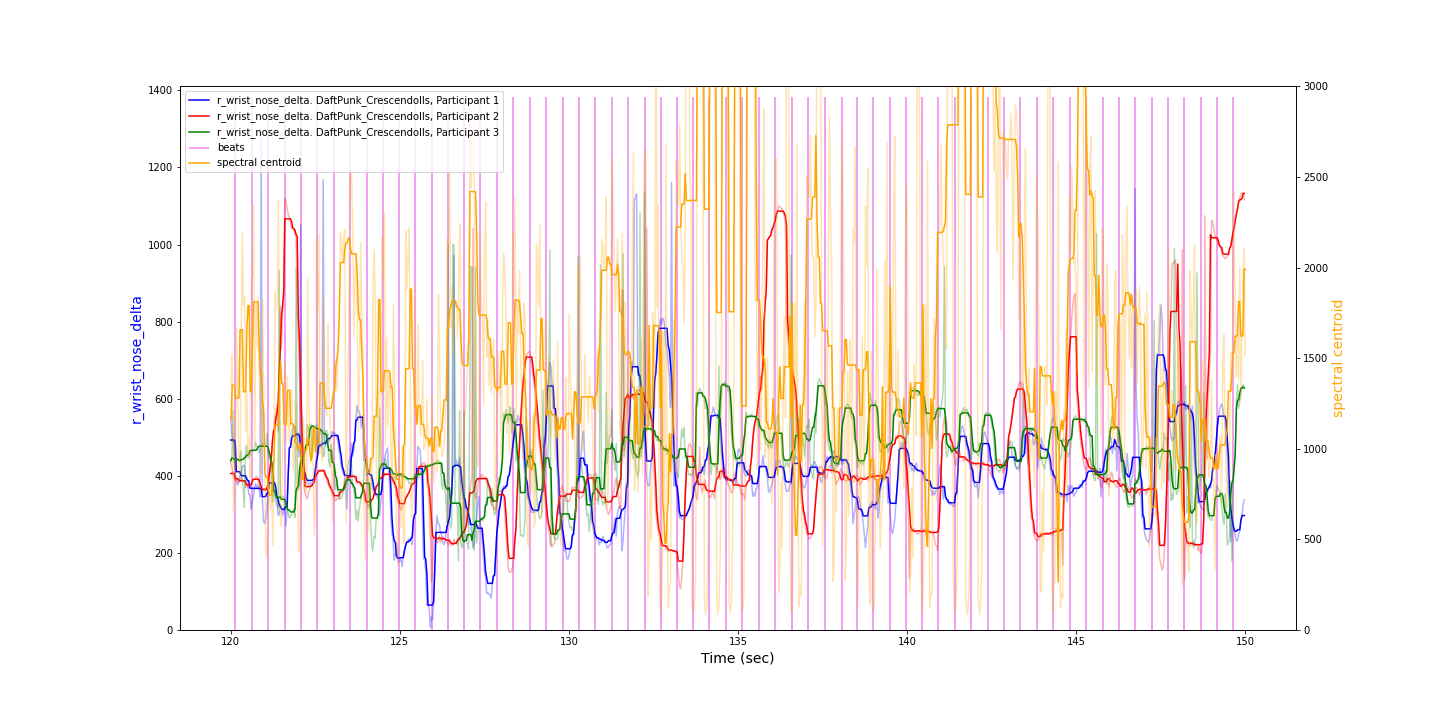 r_wrist_nose_delta. DaftPunk_Crescendolls, Participant 1
r_wrist_nose_delta. DaftPunk_Crescendolls, Participant 2
r_wrist_nose_delta. DaftPunk_Crescendolls, Participant 3
beats
spectral centroid
r_wrist_nose_delta
1400
1200
1000
800
600
400
200
0
3000
2500
2000
1500
1000
500
0
spectral centroid
120
125
130
135
140
145
150
Time (sec)